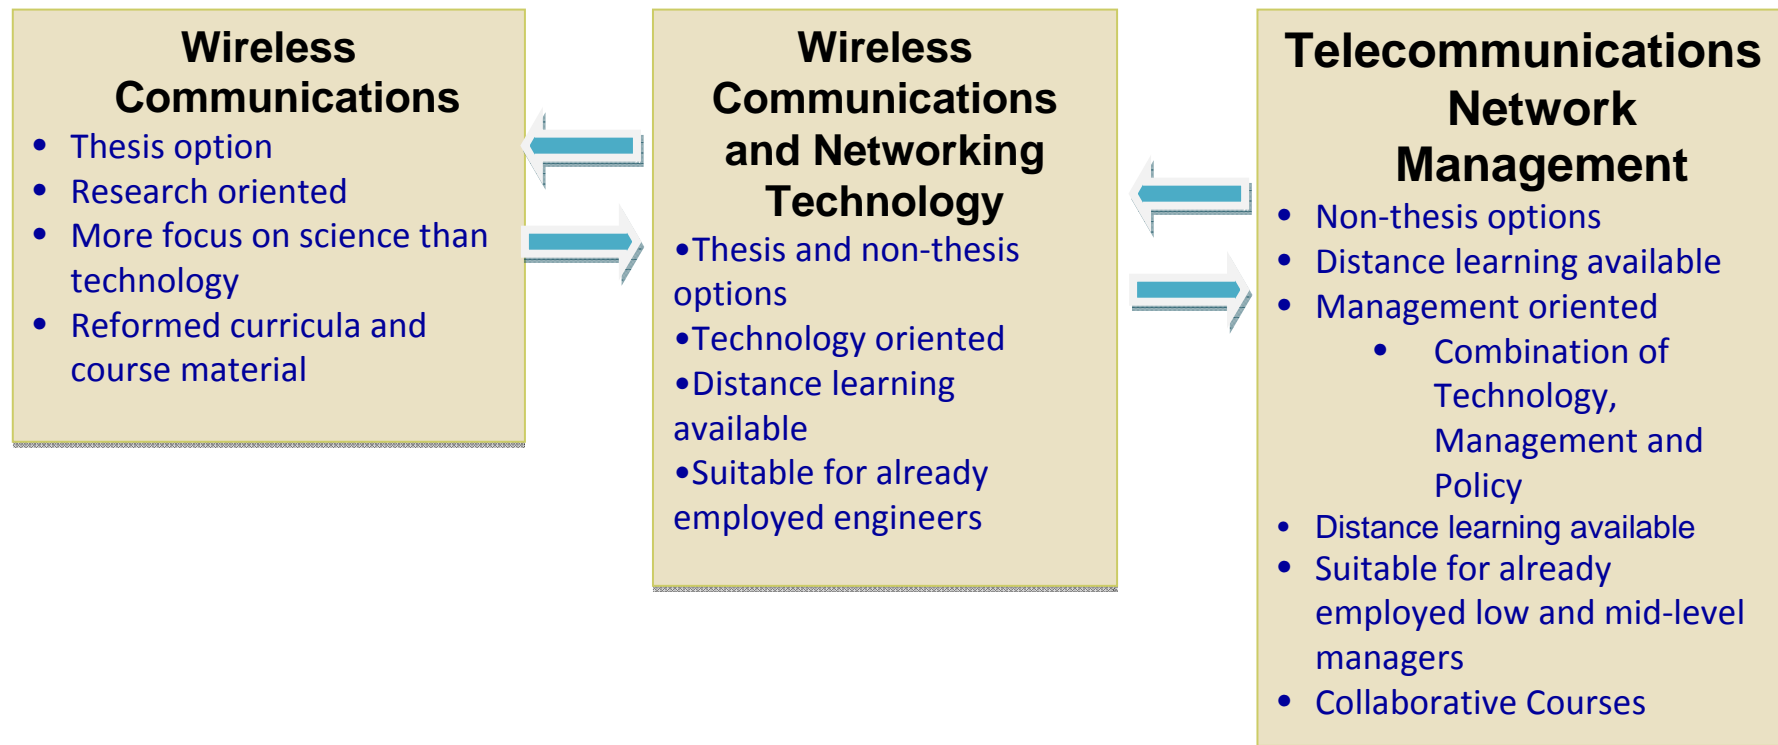 Wireless
Communications
• Thesis option
• Research oriented
• More focus on science than
technology
• Reformed curricula and
course material
Wireless
Communications
and Networking
Technology
•Thesis and non-thesis
options
•Technology oriented
•Distance learning
available
•Suitable for already
employed engineers
Telecommunications
Network
Management
• Non-thesis options
• Distance learning available
• Management oriented
• Combination of
Technology,
Management and
Policy
• Distance learning available
• Suitable for already
employed low and mid-level
managers
• Collaborative Courses